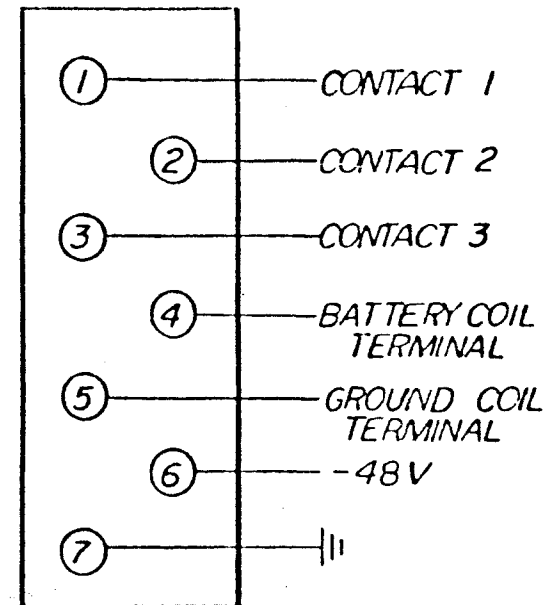 1 CONTACT 1
2 CONTACT 2
3 CONTACT 3
4 BATTERY COIL
TERMINAL
5 GROUND COIL
TERMINAL
6 -48V
7